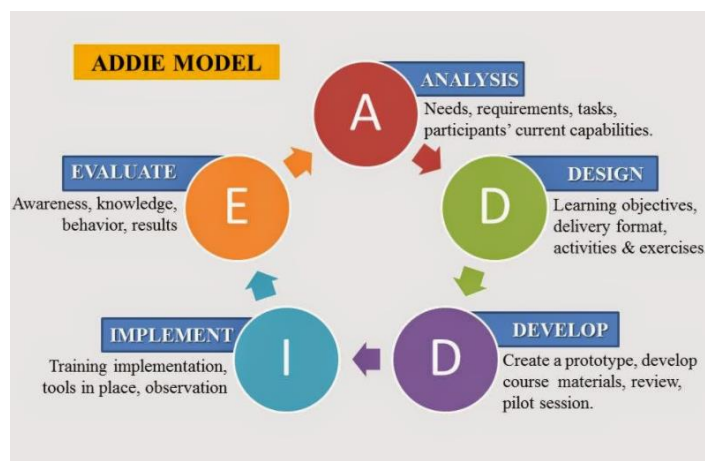 ADDIE MODEL
A
ANALYSIS
Needs, requirements, tasks,
participants' current capabilities.
D
DESIGN
Learning objectives,
delivery format,
activities & exercises
D
DEVELOP
Create a prototype, develop
course materials, review,
pilot session.
I
IMPLEMENT
Training implementation,
tools in place, observation
E
EVALUATE
Awareness, knowledge,
behavior, results